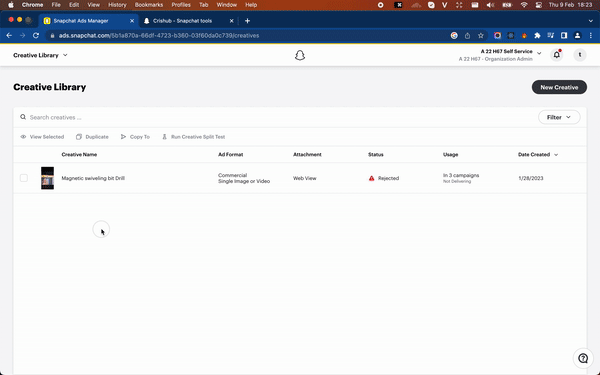 Chrome File Edit View History Bookmarks Profiles Tab Window Help Thu 9 Feb 18:23
Snapchat Ads Manager Crishub - Snapchat tools
ads.snapchat.com/5b1a870a-66df-4723-b360-03f60da0c739/creatives
Creative Library
A 22 H67 Self Service
A 22 H67 - Organization Admin
t
Creative Library
New Creative
Search creatives ...
Filter
View Selected Duplicate Copy To Run Creative Split Test
Creative Name Ad Format Attachment Status Usage Date Created
Magnetic swiveling bit Drill Commercial Web View Rejected In 3 campaigns 1/28/2023
Single Image or Video Not Delivering